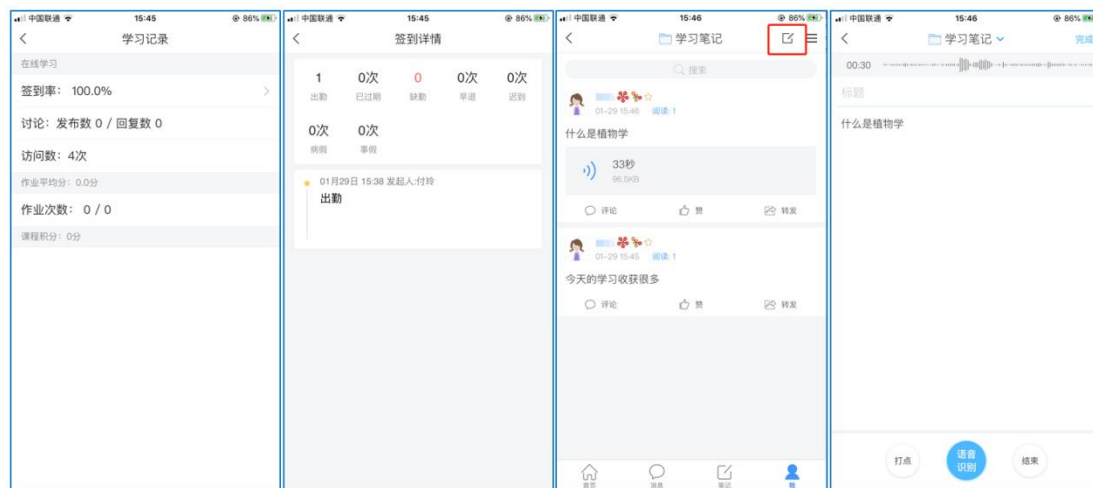 中国联通 15:45 86%
学习记录
在线学习
签到率： 100.0%
讨论：发布数 0 / 回复数 0
访问数：4次
作业平均分：0.0分
作业次数： 0 / 0
课程积分：0分
中国联通 15:45 86%
签到详情
1 0次 0 0次 0次
出勤 已过期 缺勤 早退 迟到
0次 0次
病假 事假
01月29日 15:38 发起人:付玲
出勤
中国联通 15:46 86%
学习笔记
搜索
01-29 15:46 阅读: 1
什么是植物学
33秒
96.5KB
评论 赞 转发
01-29 15:45 阅读: 1
今天的学习收获很多
评论 赞 转发
首页 消息 笔记 我
中国联通 15:46 86%
学习笔记 完成
00:30
标题
什么是植物学
打点 语音识别 结束